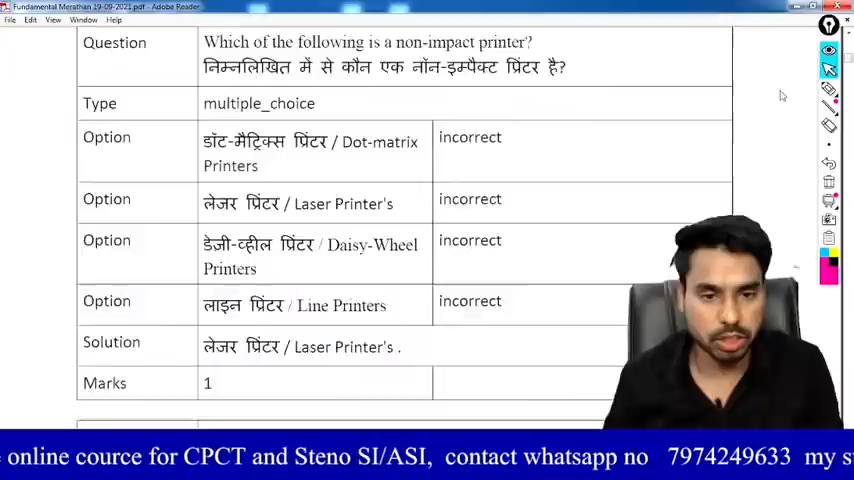 Fundamental Merathan 19-09-2021.pdf - Adobe Reader
File Edit View Window Help
Question Which of the following is a non-impact printer?
निम्नलिखित में से कौन एक नॉन-इम्पैक्ट प्रिंटर है?
Type multiple_choice
Option डॉट-मैट्रिक्स प्रिंटर / Dot-matrix incorrect
Printers
Option लेजर प्रिंटर / Laser Printer's incorrect
Option डेज़ी-व्हील प्रिंटर / Daisy-Wheel incorrect
Printers
Option लाइन प्रिंटर / Line Printers incorrect
Solution लेजर प्रिंटर / Laser Printer's .
Marks 1
e online cource for CPCT and Steno SI/ASI, contact whatsapp no 7974249633 my